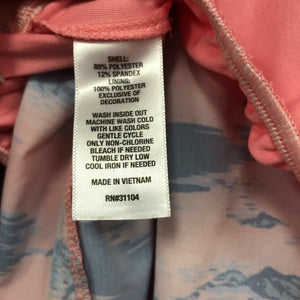 SHELL:
88% POLYESTER
12% SPANDEX
LINING:
100% POLYESTER
EXCLUSIVE OF
DECORATION
WASH INSIDE OUT
MACHINE WASH COLD
WITH LIKE COLORS
GENTLE CYCLE
ONLY NON-CHLORINE
BLEACH IF NEEDED
TUMBLE DRY LOW
COOL IRON IF NEEDED
MADE IN VIETNAM
RN#31104